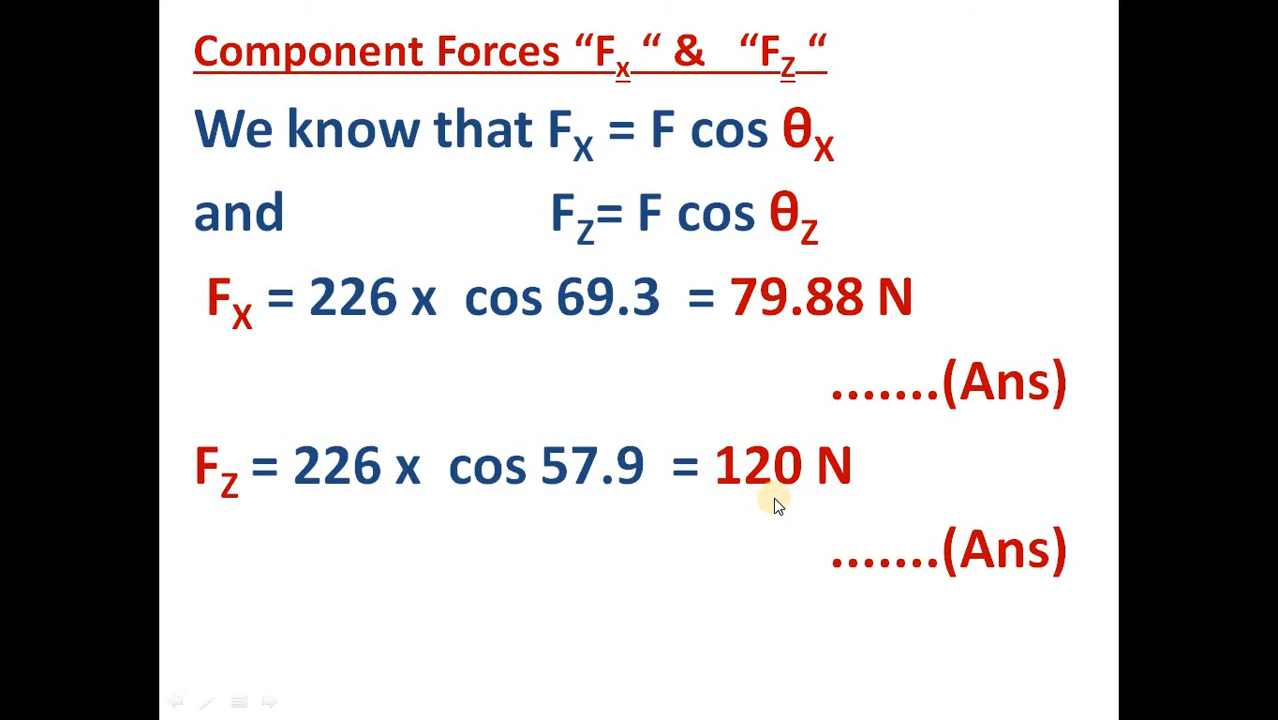 Component Forces “Fx “ & “FZ “
We know that FX = F cos θX
and FZ= F cos θZ
FX = 226 x cos 69.3 = 79.88 N
.......(Ans)
FZ = 226 x cos 57.9 = 120 N
.......(Ans)